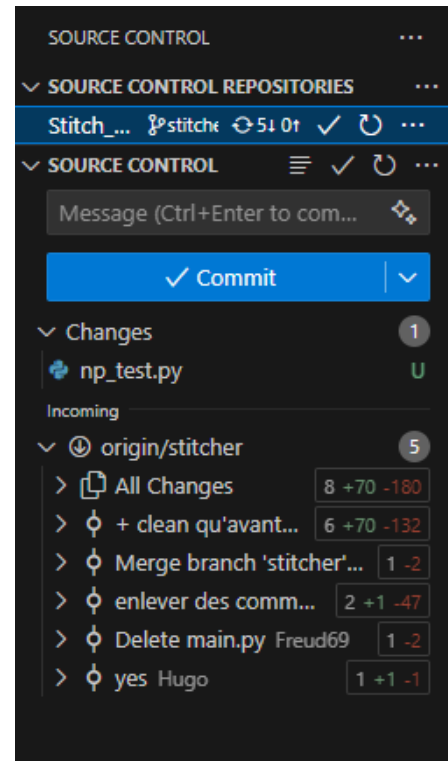 SOURCE CONTROL
SOURCE CONTROL REPOSITORIES
Stitch_... stitche 5↓ 0↑
SOURCE CONTROL
Message (Ctrl+Enter to com...
Commit
Changes 1
np_test.py U
Incoming
origin/stitcher 5
All Changes 8 +70 -180
+ clean qu'avant... 6 +70 -132
Merge branch 'stitcher'... 1 -2
enlever des comm... 2 +1 -47
Delete main.py Freud69 1 -2
yes Hugo 1 +1 -1